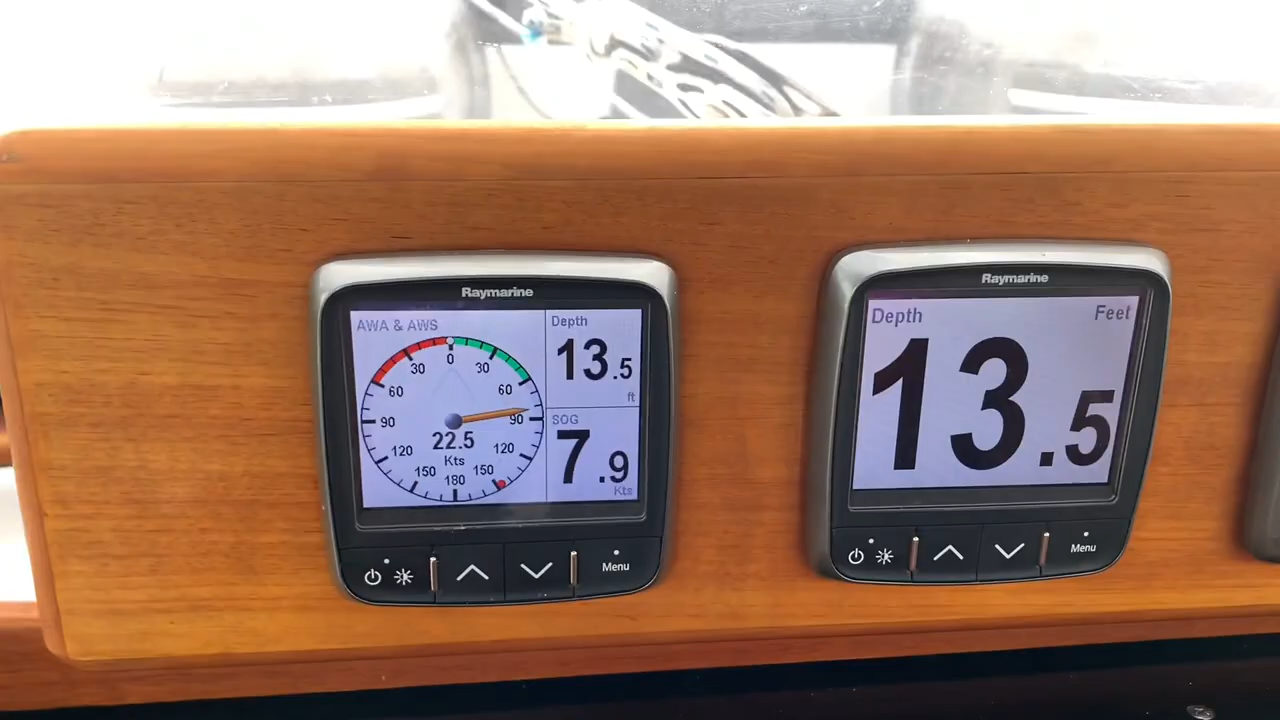 Raymarine
AWA & AWS
0
30 30
60 60
90 90
120 120
150 150
180
22.5
Kts
Depth
13.5
ft
SOG
7.9
Kts
Menu
Raymarine
Depth Feet
13.5
Menu